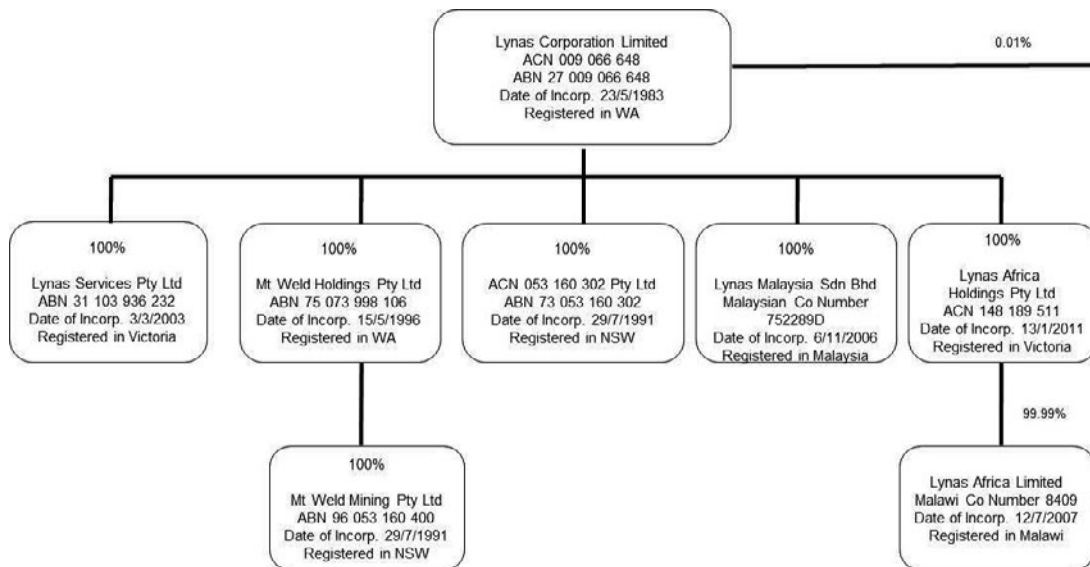 Lynas Corporation Limited
ACN 009 066 648
ABN 27 009 066 648
Date of Incorp. 23/5/1983
Registered in WA
0.01%
100%
Lynas Services Pty Ltd
ABN 31 103 936 232
Date of Incorp. 3/3/2003
Registered in Victoria
100%
Mt Weld Holdings Pty Ltd
ABN 75 073 998 106
Date of Incorp. 15/5/1996
Registered in WA
100%
ACN 053 160 302 Pty Ltd
ABN 73 053 160 302
Date of Incorp. 29/7/1991
Registered in NSW
100%
Lynas Malaysia Sdn Bhd
Malaysian Co Number
752289D
Date of Incorp. 6/11/2006
Registered in Malaysia
100%
Lynas Africa
Holdings Pty Ltd
ACN 148 189 511
Date of Incorp. 13/1/2011
Registered in Victoria
99.99%
100%
Mt Weld Mining Pty Ltd
ABN 96 053 160 400
Date of Incorp. 29/7/1991
Registered in NSW
Lynas Africa Limited
Malawi Co Number 8409
Date of Incorp. 12/7/2007
Registered in Malawi